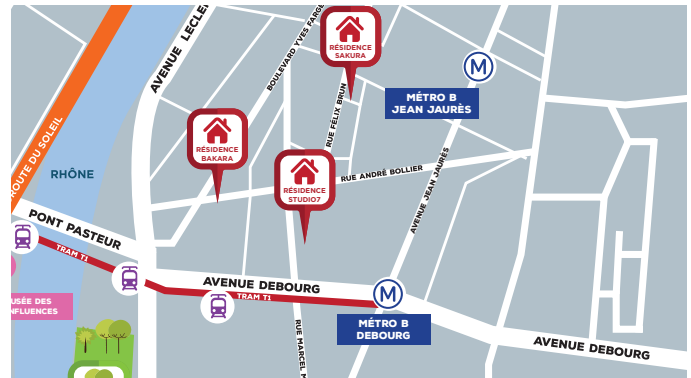 AVENUE LECLE
BOULEVARD YVES FARGE
RÉSIDENCE
SAKURA
M
MÉTRO B
JEAN JAURÈS
ROUTE DU SOLEIL
RHÔNE
RÉSIDENCE
BAKARA
RUE FÉLIX BRUN
RÉSIDENCE
STUDIO7
RUE ANDRÉ BOLLIER
AVENUE JEAN JAURÈS
PONT PASTEUR
TRAM T1
AVENUE DEBOURG
TRAM T1
M
MÉTRO B
DEBOURG
USÉE DES
NFLUENCES
RUE MARCEL M
AVENUE DEBOURG